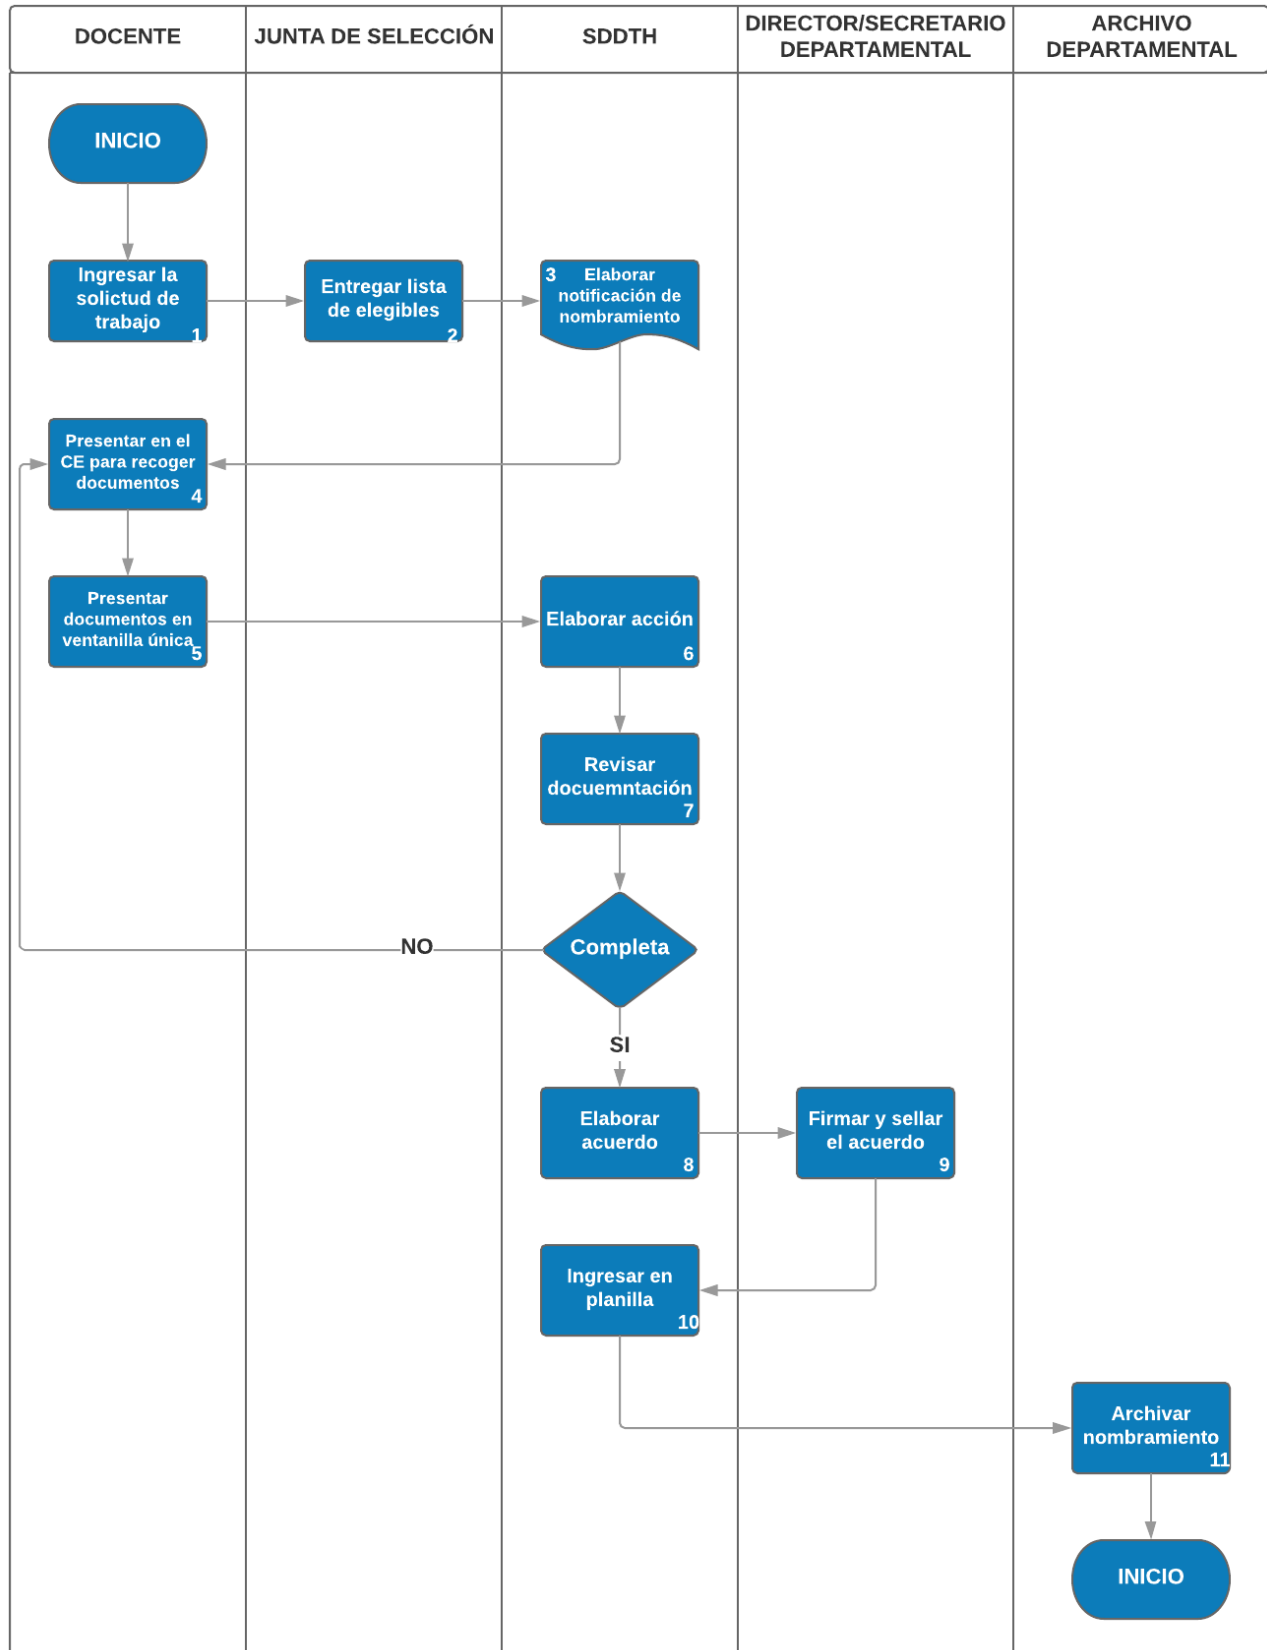 DOCENTE
JUNTA DE SELECCIÓN
SDDTH
DIRECTOR/SECRETARIO
DEPARTAMENTAL
ARCHIVO
DEPARTAMENTAL
INICIO
Ingresar la
solictud de
trabajo
1
Entregar lista
de elegibles
2
3 Elaborar
notificación de
nombramiento
Presentar en el
CE para recoger
documentos
4
Presentar
documentos en
ventanilla única
5
Elaborar acción
6
Revisar
docuemntación
7
Completa
NO
SI
Elaborar
acuerdo
8
Firmar y sellar
el acuerdo
9
Ingresar en
planilla
10
Archivar
nombramiento
11
INICIO